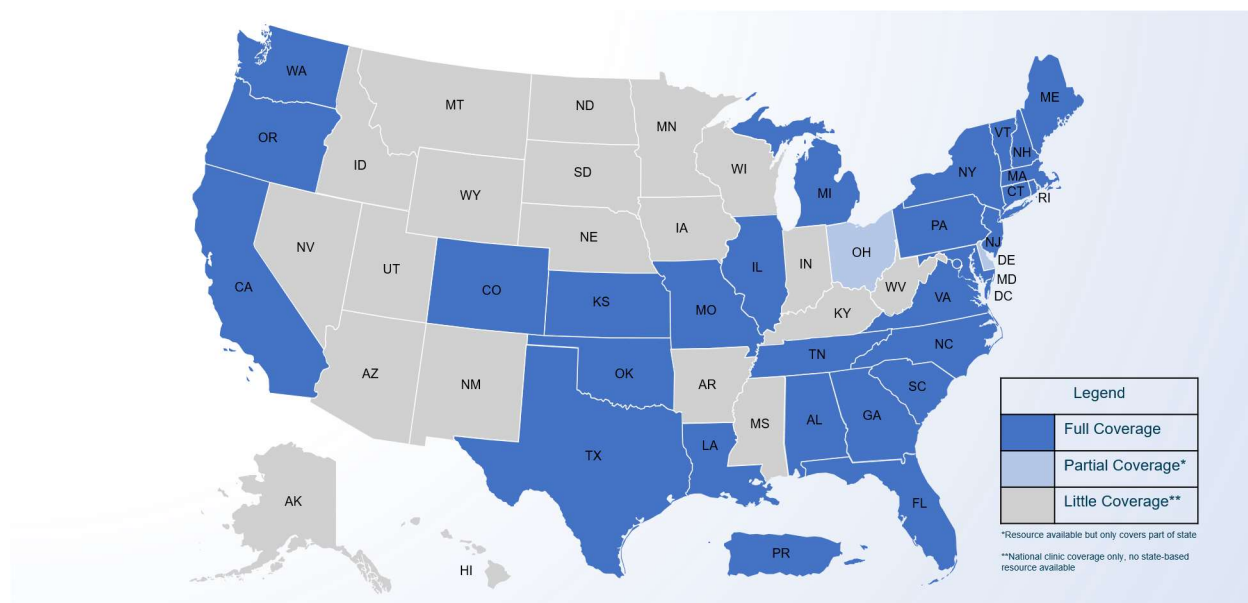 WA
MT
ND
MN
ME
OR
ID
SD
WI
VT
NH
NY
MA
CT
RI
WY
MI
PA
IA
NE
NJ
NV
UT
IL
IN
OH
DE
MD
DC
CA
CO
KS
MO
WV
VA
KY
AZ
NM
OK
AR
TN
NC
SC
MS
AL
GA
TX
LA
FL
AK
HI
PR
Legend
Full Coverage
Partial Coverage*
Little Coverage**
*Resource available but only covers part of state
**National clinic coverage only, no state-based
resource available